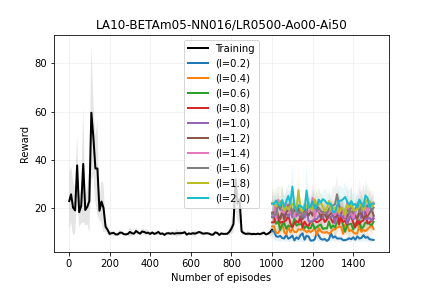 LA10-BETAm05-NN016/LR0500-Ao00-Ai50
Reward
80
60
40
20
Training
(l=0.2)
(l=0.4)
(l=0.6)
(l=0.8)
(l=1.0)
(l=1.2)
(l=1.4)
(l=1.6)
(l=1.8)
(l=2.0)
0 200 400 600 800 1000 1200 1400
Number of episodes